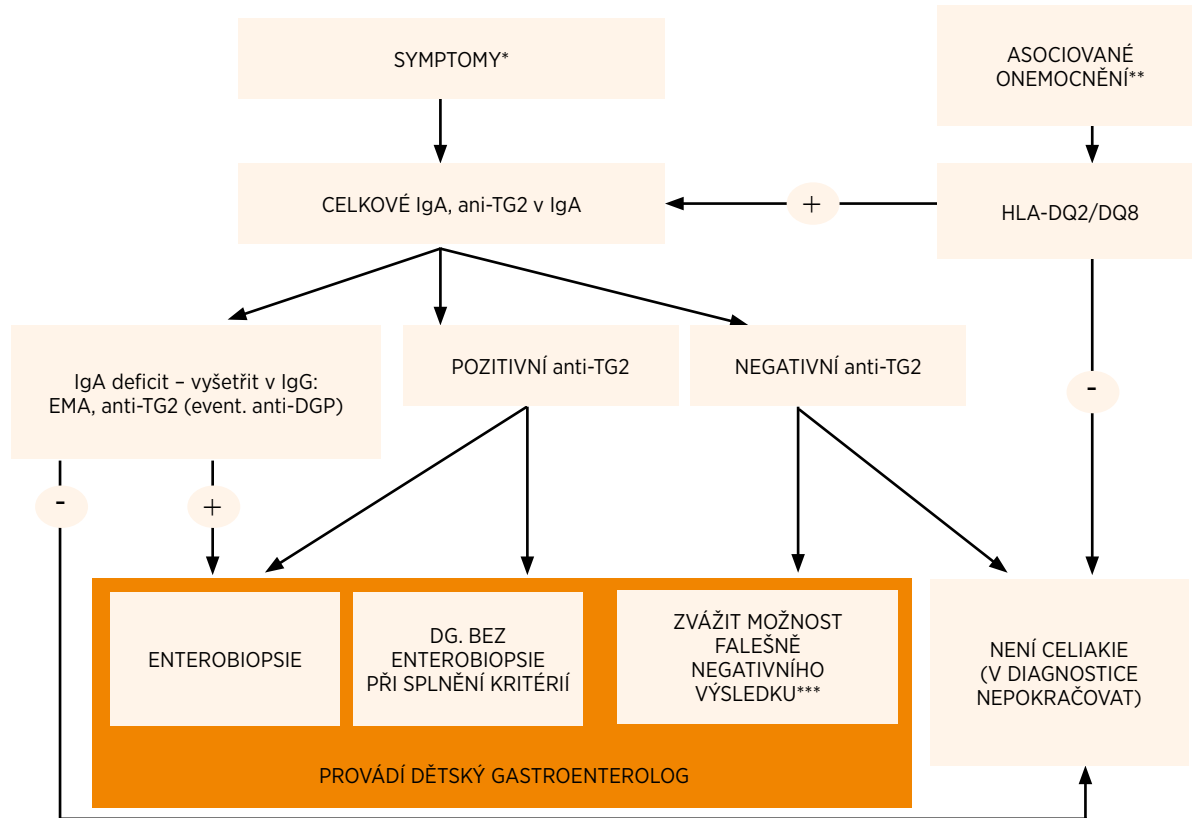 SYMPTOMY*
ASOCIOVANÉ
ONEMOCNĚNÍ**
CELKOVÉ IgA, ani-TG2 v IgA
+
HLA-DQ2/DQ8
IgA deficit – vyšetřit v IgG:
EMA, anti-TG2 (event. anti-DGP)
POZITIVNÍ anti-TG2
NEGATIVNÍ anti-TG2
-
-
+
ENTEROBIOPSIE
DG. BEZ
ENTEROBIOPSIE
PŘI SPLNĚNÍ KRITÉRIÍ
ZVÁŽIT MOŽNOST
FALEŠNĚ
NEGATIVNÍHO
VÝSLEDKU***
NENÍ CELIAKIE
(V DIAGNOSTICE
NEPOKRAČOVAT)
PROVÁDÍ DĚTSKÝ GASTROENTEROLOG